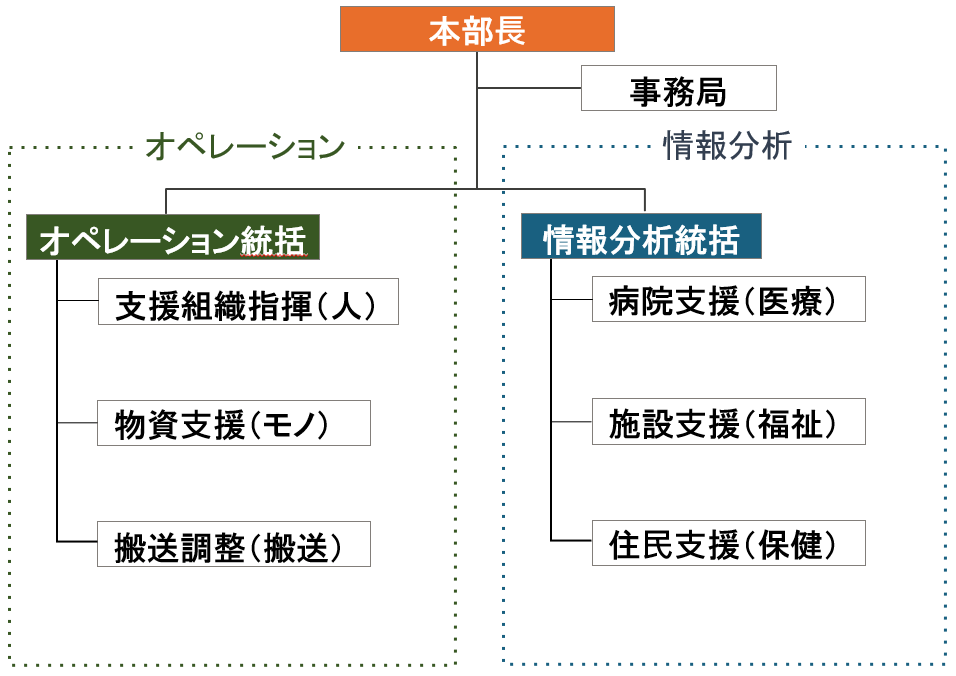 本部長
事務局
オペレーション
情報分析
オペレーション統括
情報分析統括
支援組織指揮（人）
病院支援（医療）
物資支援（モノ）
施設支援（福祉）
搬送調整（搬送）
住民支援（保健）